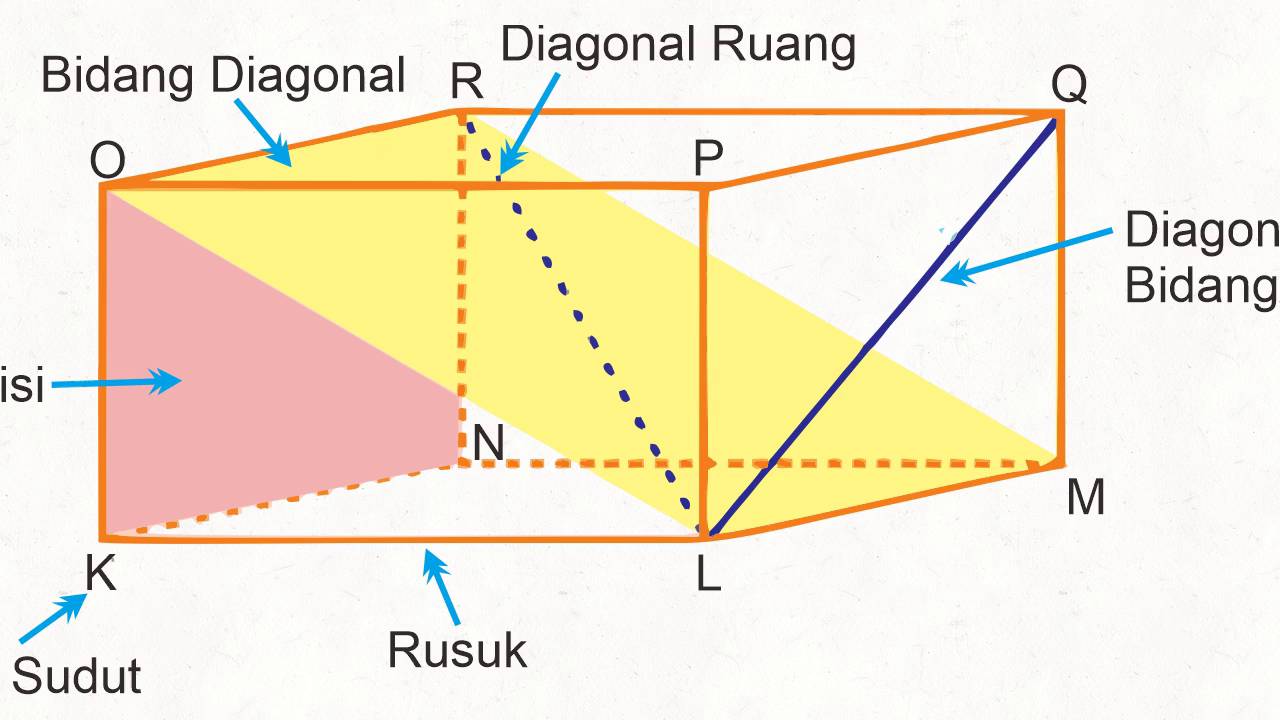 Diagonal Ruang
Bidang Diagonal
R
Q
O
P
Diagon
Bidang
isi
N
M
K
L
Rusuk
Sudut